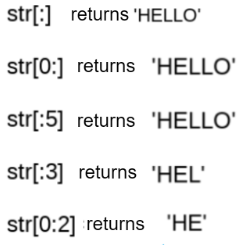 str[:] returns 'HELLO'
str[0:] returns 'HELLO'
str[:5] returns 'HELLO'
str[:3] returns 'HEL'
str[0:2] returns 'HE'